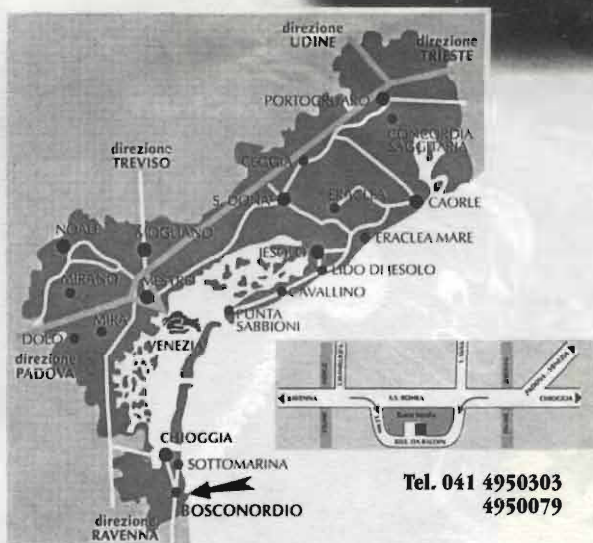 direzione
UDINE
direzione
TRIESTE
PORTOGRUARO
CONCORDIA
SAGGITARIA
direzione
TREVISO
CEGGIA
S. DONA'
ERACLEA
CAORLE
NOALE
MOGLIANO
JESOLO
ERACLEA MARE
MIRANO
MESTRE
LIDO DI JESOLO
CAVALLINO
MIRA
PUNTA
SABBIONI
DOLO
VENEZIA
direzione
PADOVA
RAVENNA
S.S. ROMEA
CHIOGGIA
CHIOGGIA
SOTTOMARINA
BOSCONORDIO
direzione
RAVENNA
Tel. 041 4950303
4950079